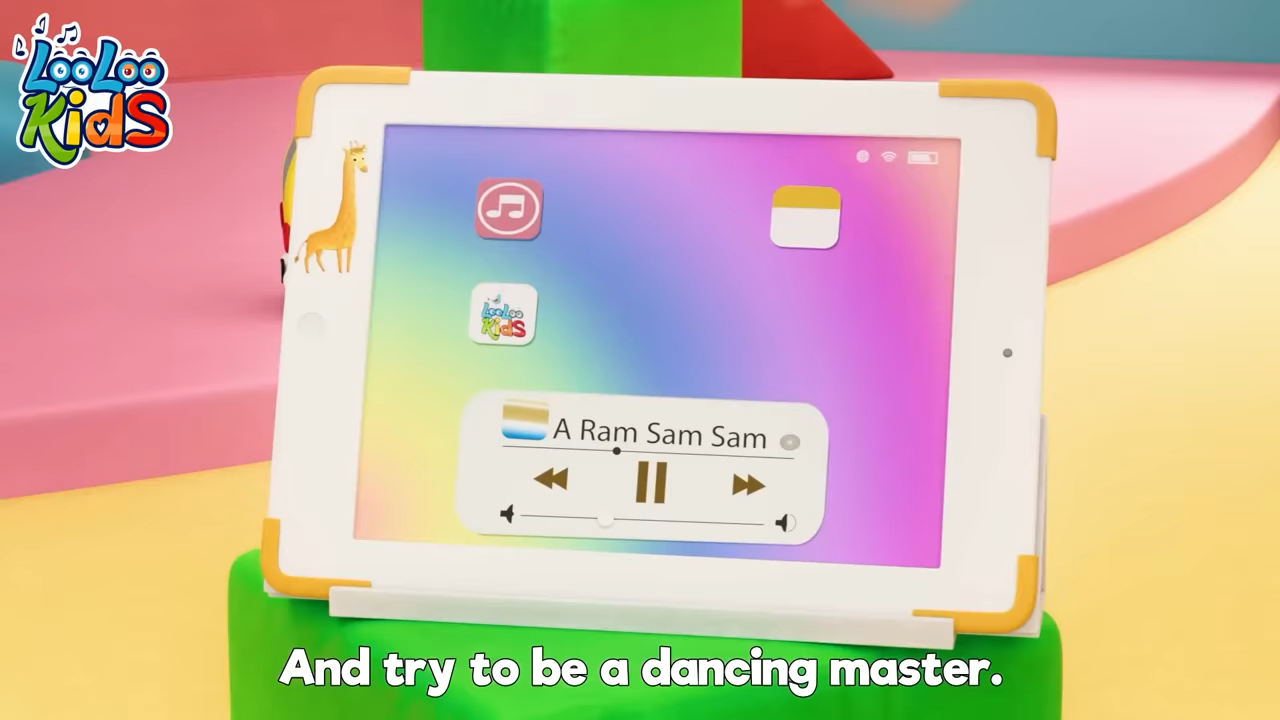 LooLoo
Kids
LooLoo
Kids
A Ram Sam Sam
And try to be a dancing master.